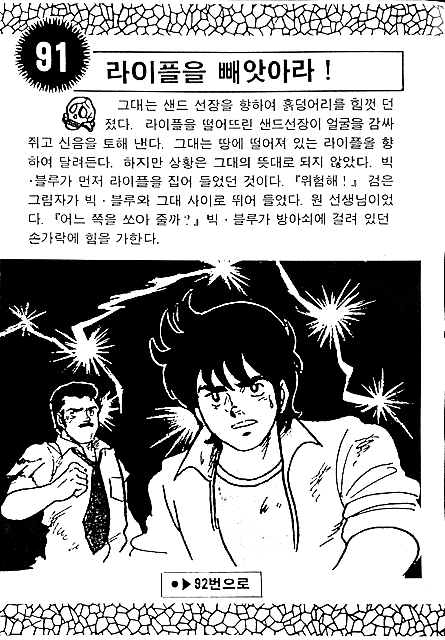 91
라이플을 빼앗아라 !
그대는 샌드 선장을 향하여 흙덩어리를 힘껏 던
졌다. 라이플을 떨어뜨린 샌드선장이 얼굴을 감싸
쥐고 신음을 토해 낸다. 그대는 땅에 떨어져 있는 라이플을 향
하여 달려든다. 하지만 상황은 그대의 뜻대로 되지 않았다. 빅
·블루가 먼저 라이플을 집어 들었던 것이다. 『위험해 ! 』 검은
그림자가 빅 · 블루와 그대 사이로 뛰어 들었다. 원 선생님이었
다. 『어느 쪽을 쏘아 줄까 ? 』 빅 · 블루가 방아쇠에 걸려 있던
손가락에 힘을 가한다.
●▶92번으로